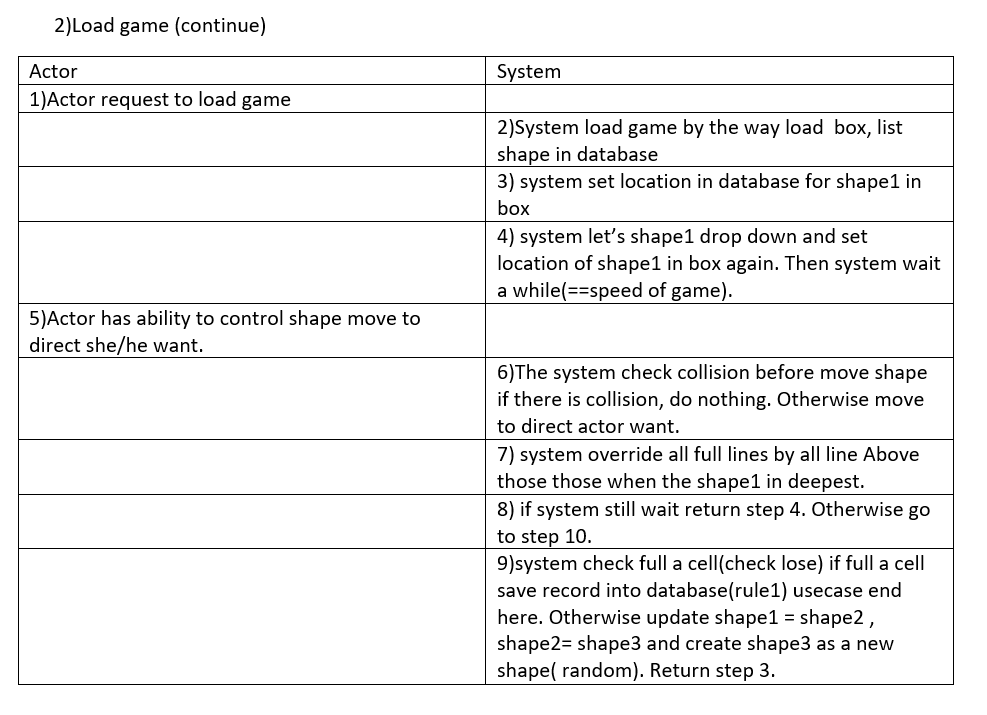 2)Load game (continue)
Actor
System
1)Actor request to load game
2)System load game by the way load  box, list
shape in database
3) system set location in database for shape1 in
box
4) system let’s shape1 drop down and set
location of shape1 in box again. Then system wait
a while(==speed of game).
5)Actor has ability to control shape move to
direct she/he want.
6)The system check collision before move shape
if there is collision, do nothing. Otherwise move
to direct actor want.
7) system override all full lines by all line Above
those those when the shape1 in deepest.
8) if system still wait return step 4. Otherwise go
to step 10.
9)system check full a cell(check lose) if full a cell
save record into database(rule1) usecase end
here. Otherwise update shape1 = shape2 ,
shape2= shape3 and create shape3 as a new
shape( random). Return step 3.